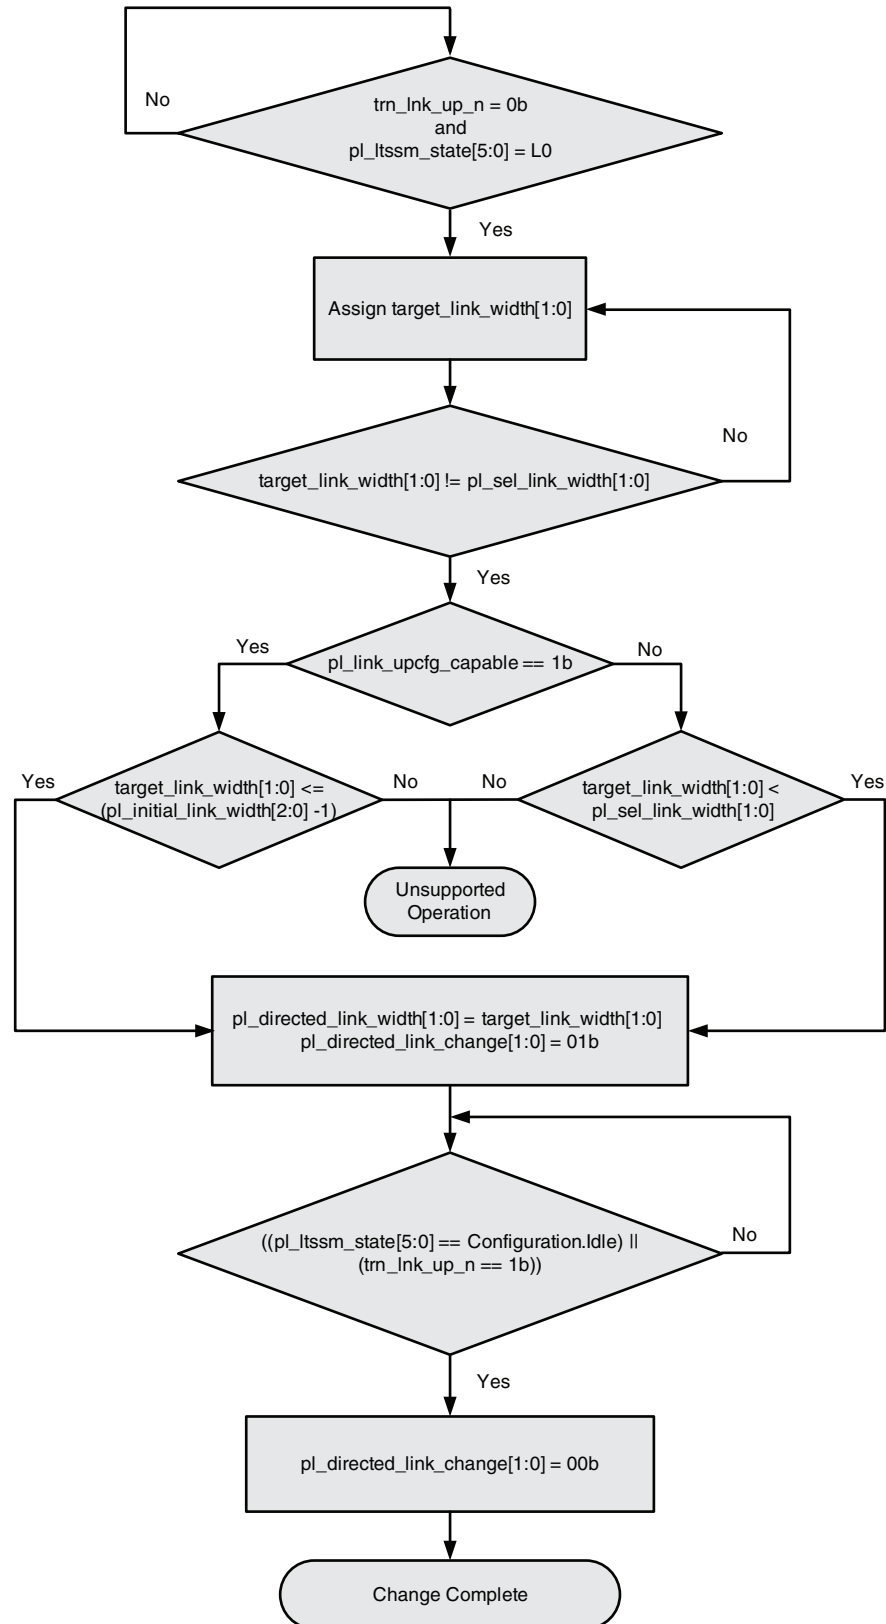 No
trn_lnk_up_n = 0b
and
pl_ltssm_state[5:0] = L0
Yes
Assign target_link_width[1:0]
No
target_link_width[1:0] != pl_sel_link_width[1:0]
Yes
Yes
pl_link_upcfg_capable == 1b
No
Yes
target_link_width[1:0] <=
(pl_initial_link_width[2:0] -1)
No
No
target_link_width[1:0] <
pl_sel_link_width[1:0]
Yes
Unsupported
Operation
pl_directed_link_width[1:0] = target_link_width[1:0]
pl_directed_link_change[1:0] = 01b
((pl_ltssm_state[5:0] == Configuration.Idle) ||
(trn_lnk_up_n == 1b))
No
Yes
pl_directed_link_change[1:0] = 00b
Change Complete